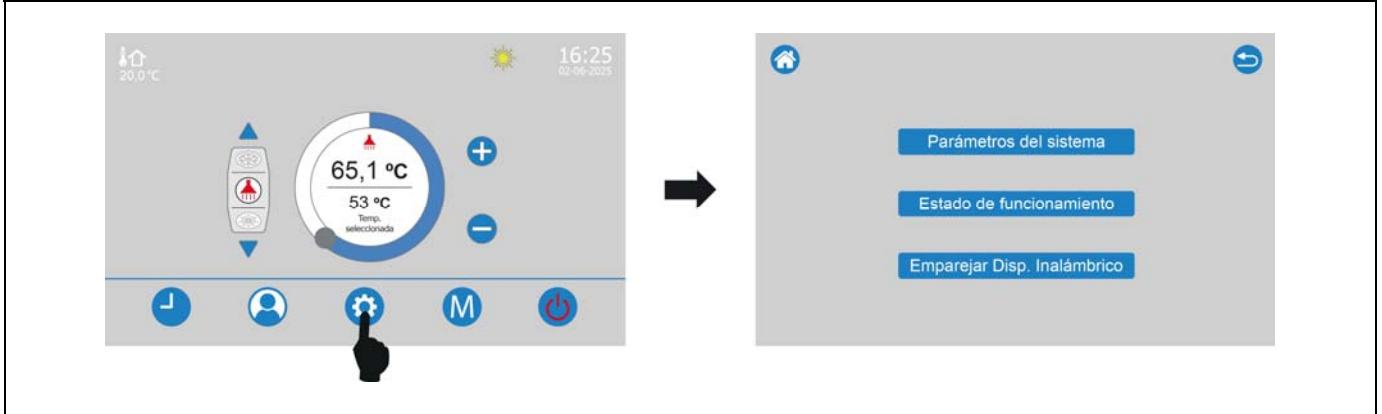 16:25
20,0 °C
02-06-2025
65,1 ºC
53 ºC
Temp.
seleccionada
M
Parámetros del sistema
Estado de funcionamiento
Emparejar Disp. Inalámbrico